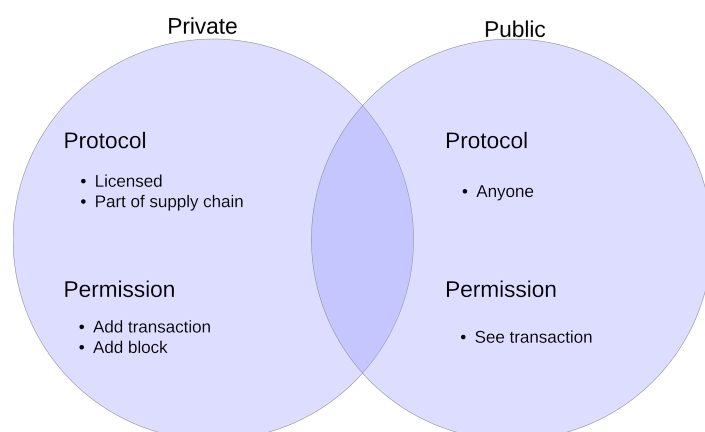 Private
Protocol
• Licensed
• Part of supply chain
Permission
• Add transaction
• Add block
Public
Protocol
• Anyone
Permission
• See transaction